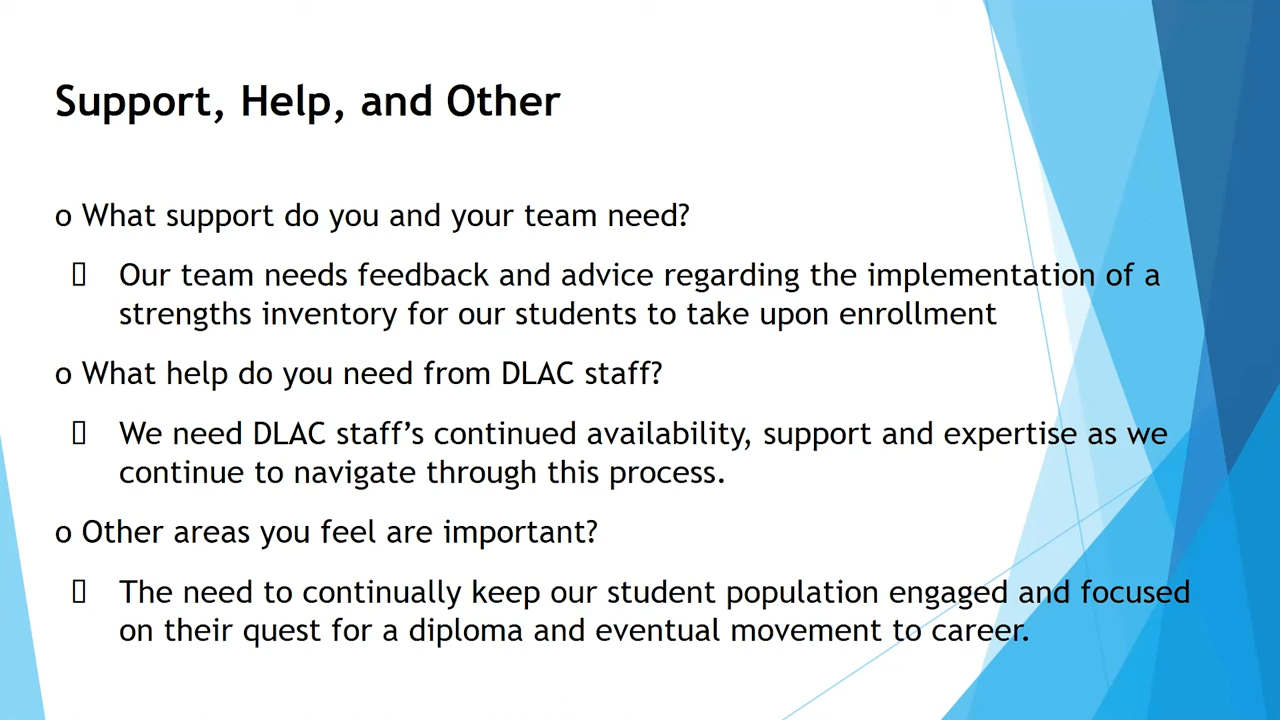 Support, Help, and Other
o What support do you and your team need?
▯ Our team needs feedback and advice regarding the implementation of a
strengths inventory for our students to take upon enrollment
o What help do you need from DLAC staff?
▯ We need DLAC staff’s continued availability, support and expertise as we
continue to navigate through this process.
o Other areas you feel are important?
▯ The need to continually keep our student population engaged and focused
on their quest for a diploma and eventual movement to career.